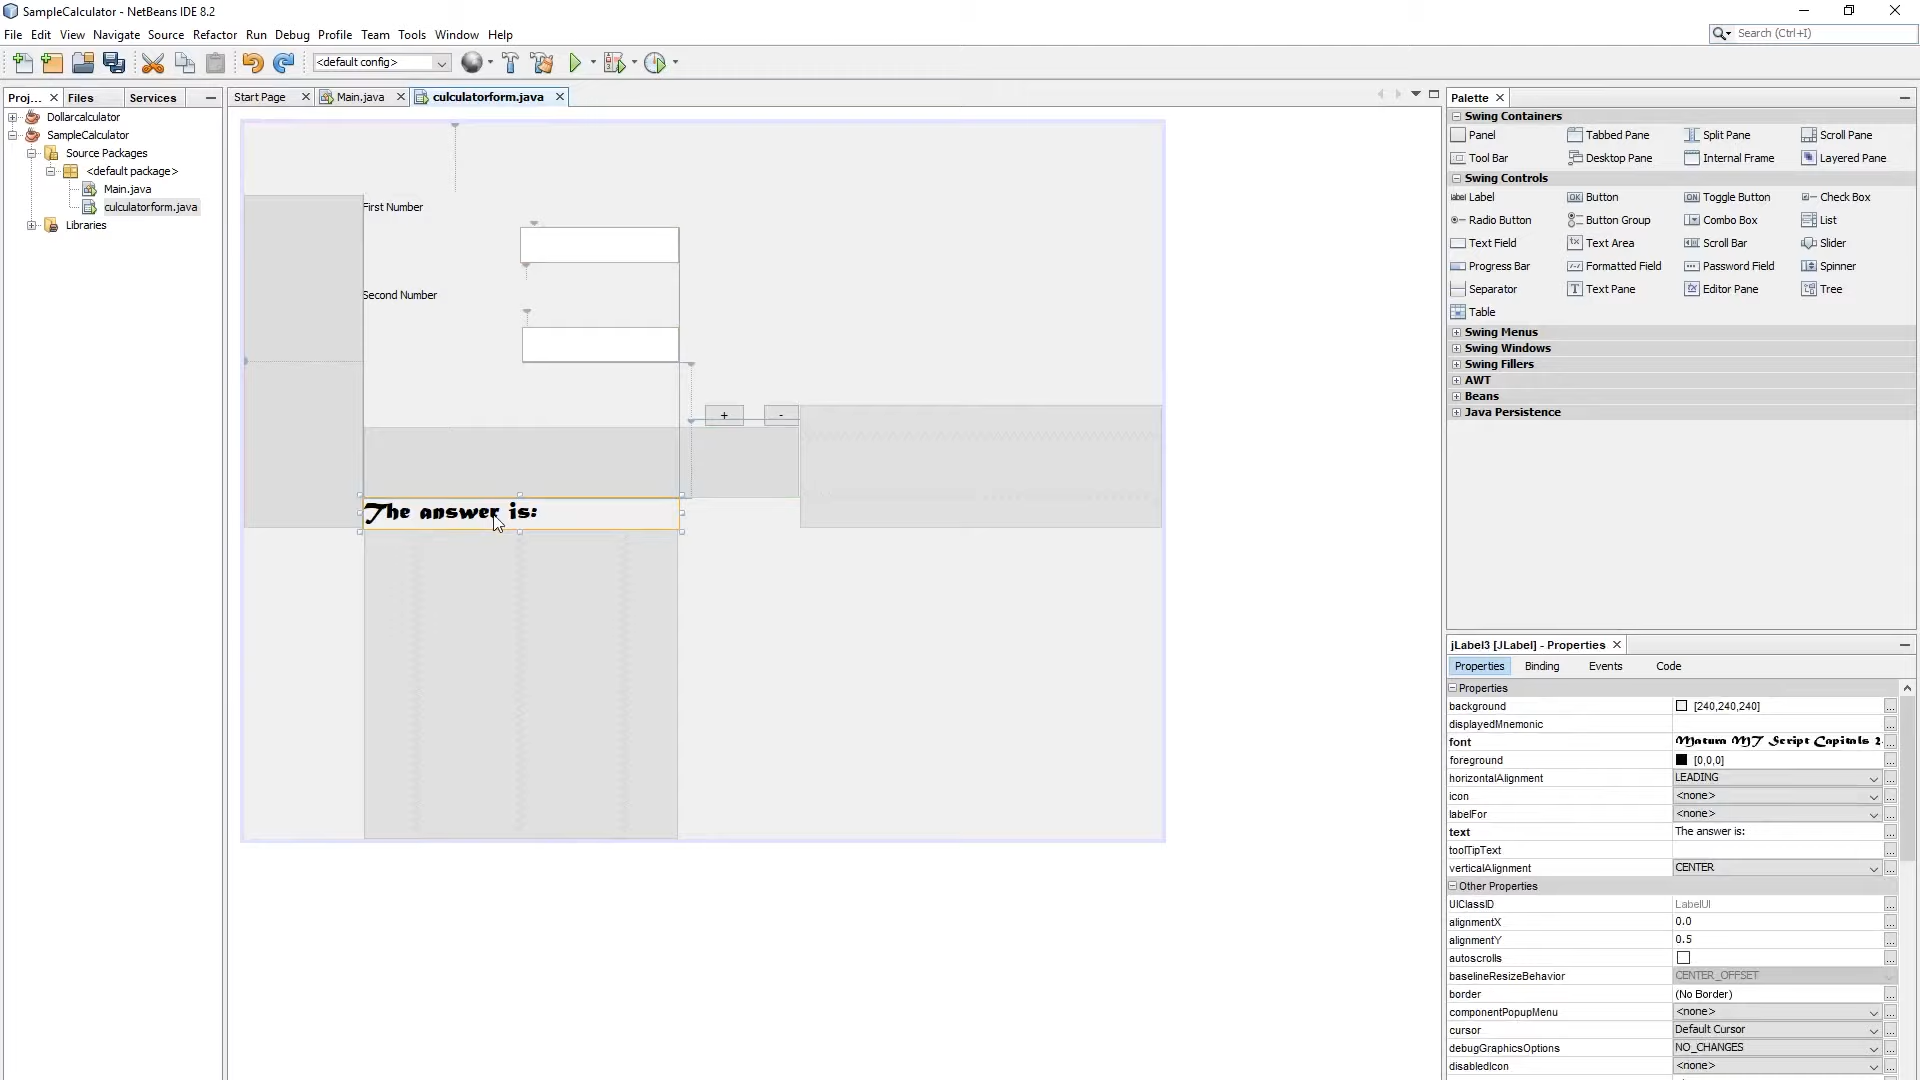 SampleCalculator - NetBeans IDE 8.2
File Edit View Navigate Source Refactor Run Debug Profile Team Tools Window Help
Search (Ctrl+I)
<default config>
Proj... Files Services
Start Page Main.java culculatorform.java
Dollarcalculator
SampleCalculator
Source Packages
<default package>
Main.java
culculatorform.java
Libraries
First Number
Second Number
+ -
The answer is:
Palette
Swing Containers
Panel Tabbed Pane Split Pane Scroll Pane
Tool Bar Desktop Pane Internal Frame Layered Pane
Swing Controls
label Label OK Button ON Toggle Button Check Box
Radio Button Button Group Combo Box List
Text Field Text Area Scroll Bar Slider
Progress Bar Formatted Field Password Field Spinner
Separator T Text Pane Editor Pane Tree
Table
Swing Menus
Swing Windows
Swing Fillers
AWT
Beans
Java Persistence
jLabel3 [JLabel] - Properties
Properties Binding Events Code
Properties
background [240,240,240] ...
displayedMnemonic ...
font Matura MT Script Capitals 2 ...
foreground [0,0,0] ...
horizontalAlignment LEADING ...
icon <none> ...
labelFor <none> ...
text The answer is: ...
toolTipText ...
verticalAlignment CENTER ...
Other Properties
UIClassID LabelUI ...
alignmentX 0.0 ...
alignmentY 0.5 ...
autoscrolls ...
baselineResizeBehavior CENTER_OFFSET ...
border (No Border) ...
componentPopupMenu <none> ...
cursor Default Cursor ...
debugGraphicsOptions NO_CHANGES ...
disabledIcon <none> ...